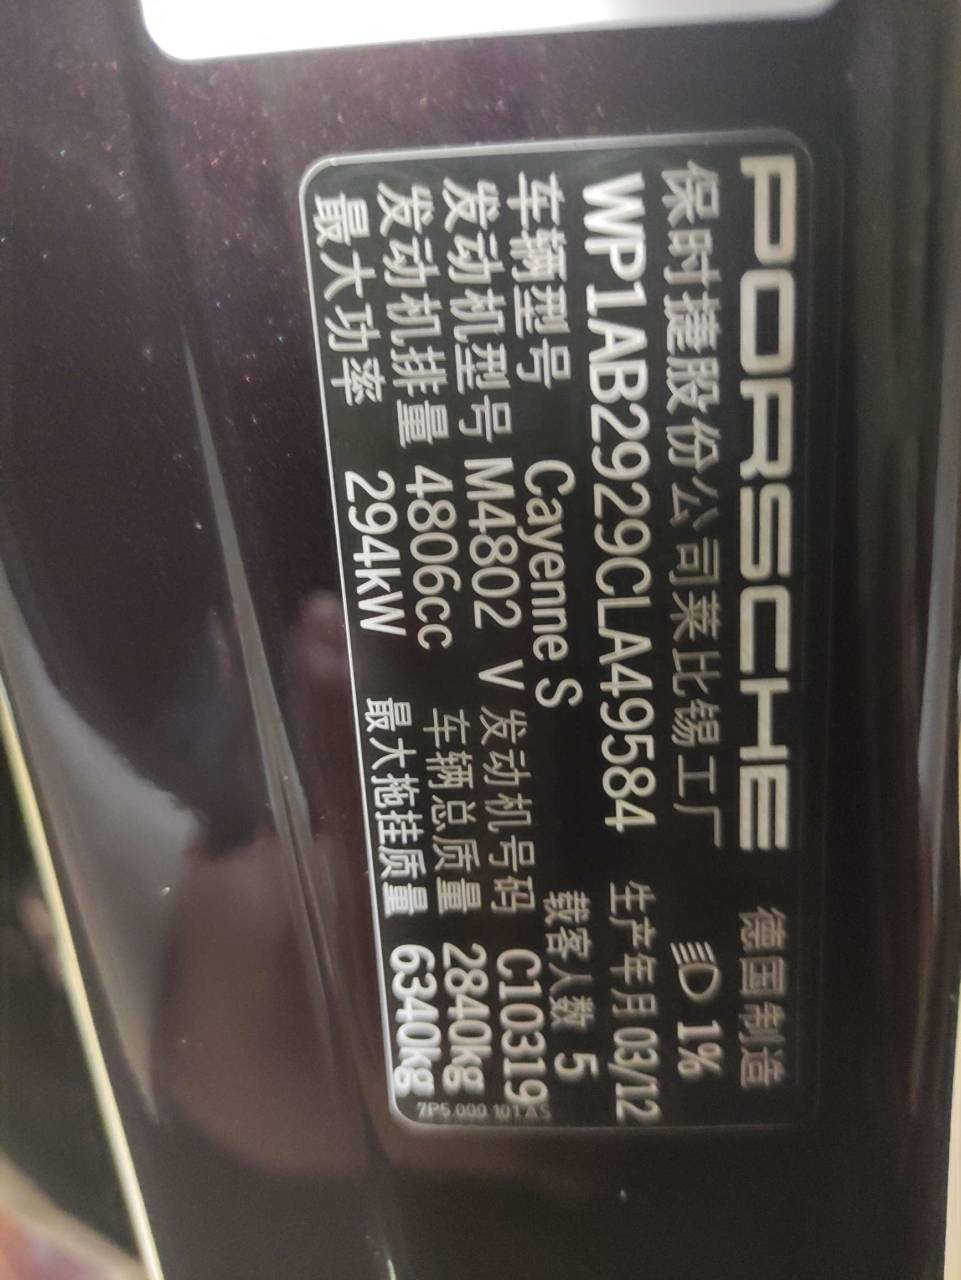 PORSCHE 德国制造
保时捷股份公司莱比锡工厂 1%
WP1AB2929CLA49584 生产年月 03/12
车辆型号 Cayenne S 载客人数 5
发动机型号 M4802 V 发动机号码 C10319
发动机排量 4806cc 车辆总质量 2840kg
最大功率 294kW 最大拖挂质量 6340kg
7P5.000.101.AS